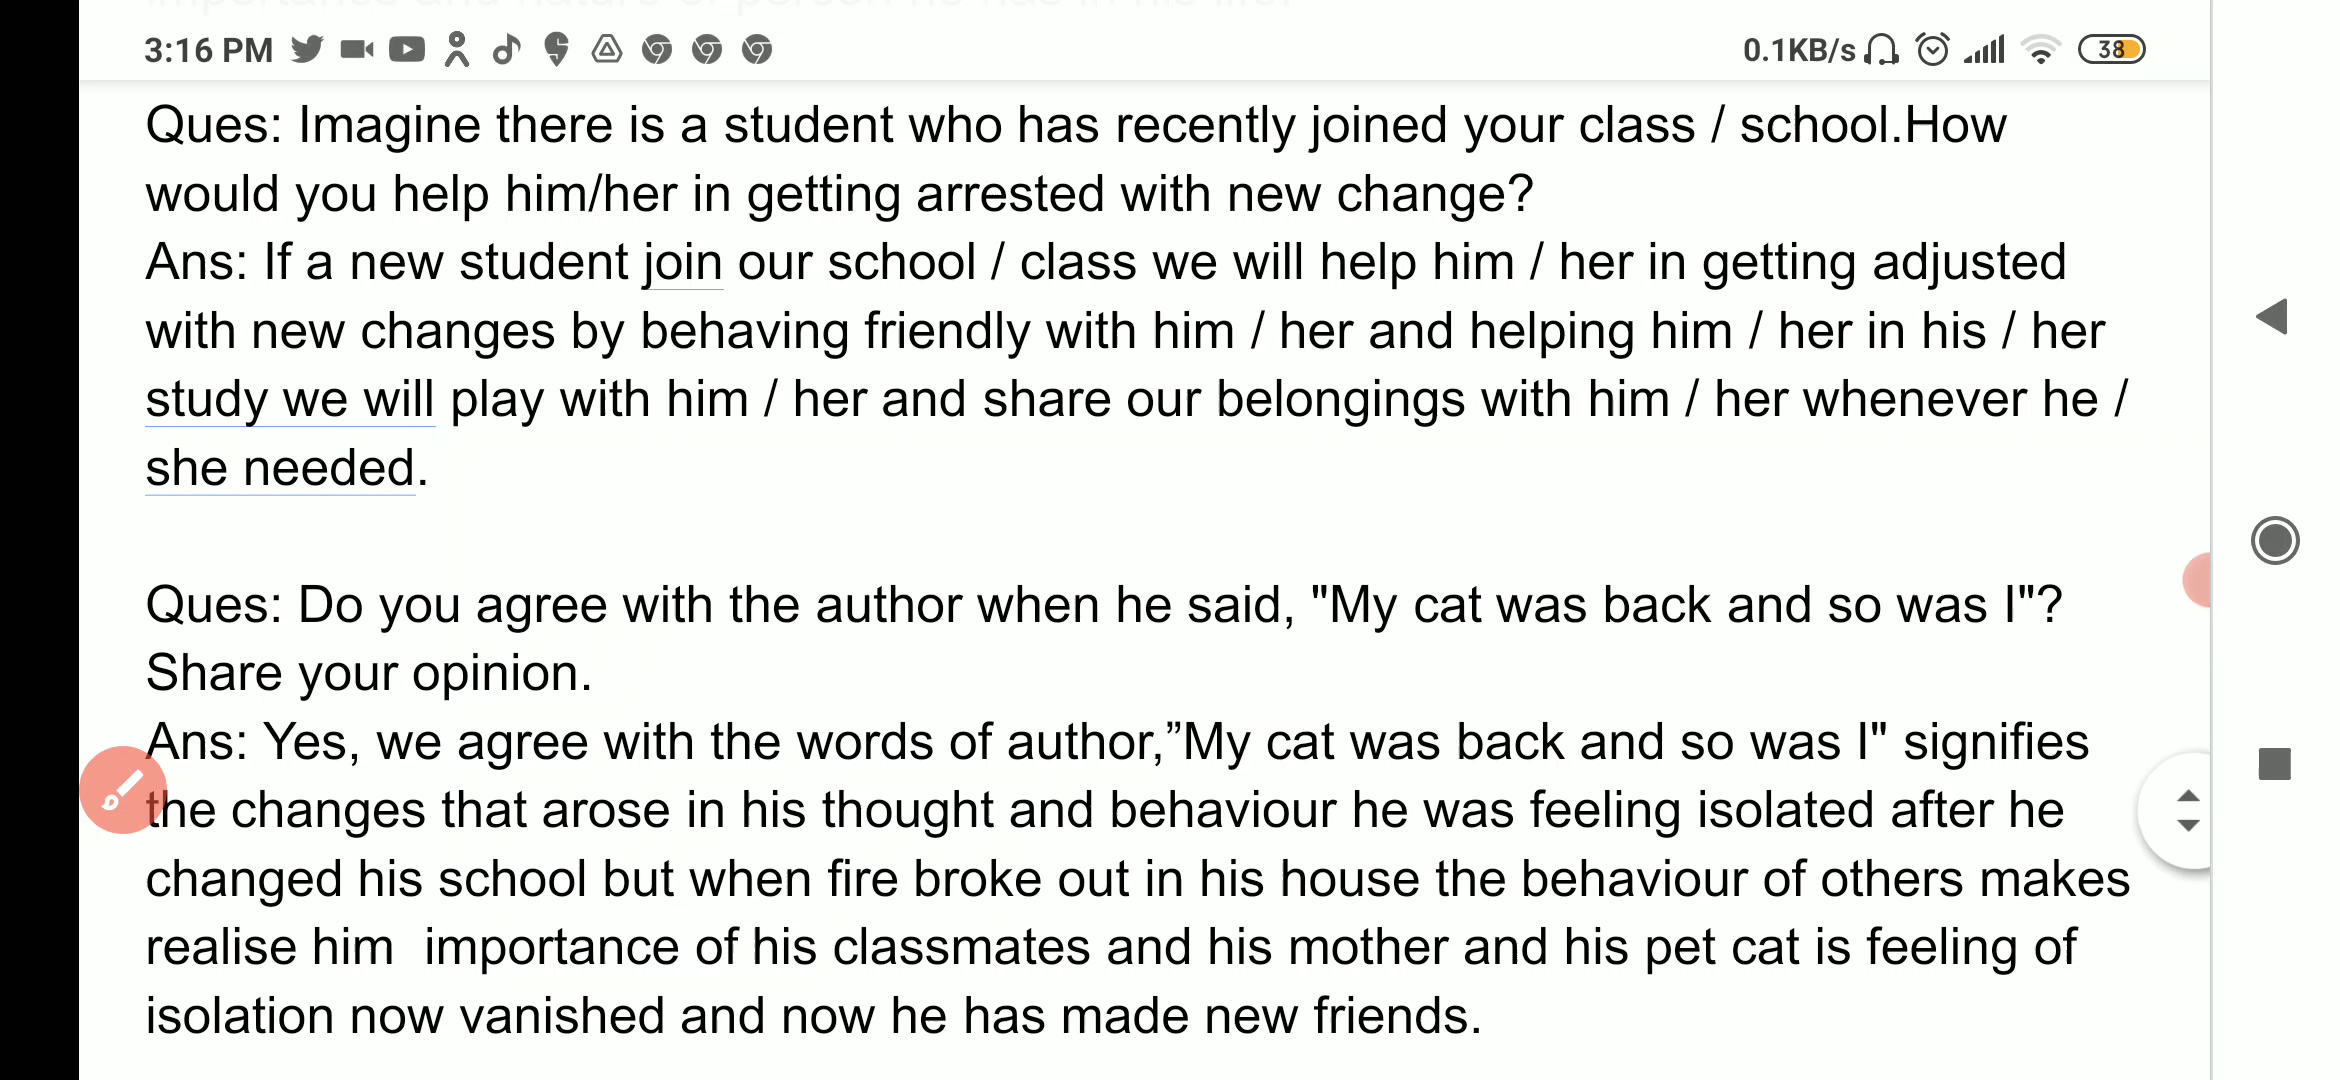 3:16 PM
0.1KB/s
38
Ques: Imagine there is a student who has recently joined your class / school.How
would you help him/her in getting arrested with new change?
Ans: If a new student join our school / class we will help him / her in getting adjusted
with new changes by behaving friendly with him / her and helping him / her in his / her
study we will play with him / her and share our belongings with him / her whenever he /
she needed.
Ques: Do you agree with the author when he said, "My cat was back and so was I"?
Share your opinion.
Ans: Yes, we agree with the words of author,”My cat was back and so was I" signifies
the changes that arose in his thought and behaviour he was feeling isolated after he
changed his school but when fire broke out in his house the behaviour of others makes
realise him  importance of his classmates and his mother and his pet cat is feeling of
isolation now vanished and now he has made new friends.